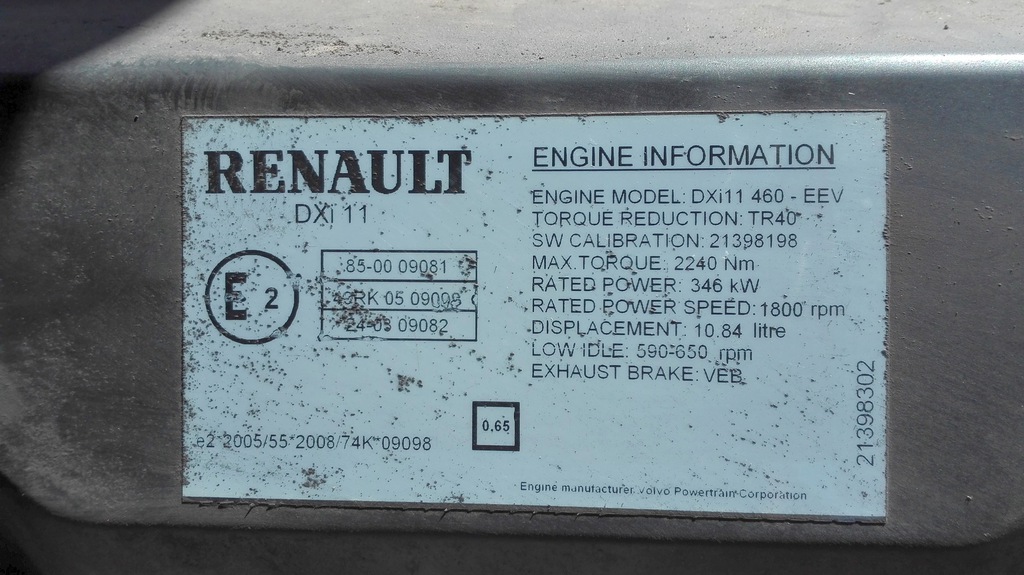 RENAULT
DXi 11
E 2
85-00 09081
49RK 05 09098
24-03 09082
e2*2005/55*2008/74K*09098
0.65
ENGINE INFORMATION
ENGINE MODEL: DXi11 460 - EEV
TORQUE REDUCTION: TR40
SW CALIBRATION: 21398198
MAX.TORQUE: 2240 Nm
RATED POWER: 346 kW
RATED POWER SPEED: 1800 rpm
DISPLACEMENT: 10.84 litre
LOW IDLE: 590-650 rpm
EXHAUST BRAKE: VEB
21398302
Engine manufacturer Volvo Powertrain Corporation